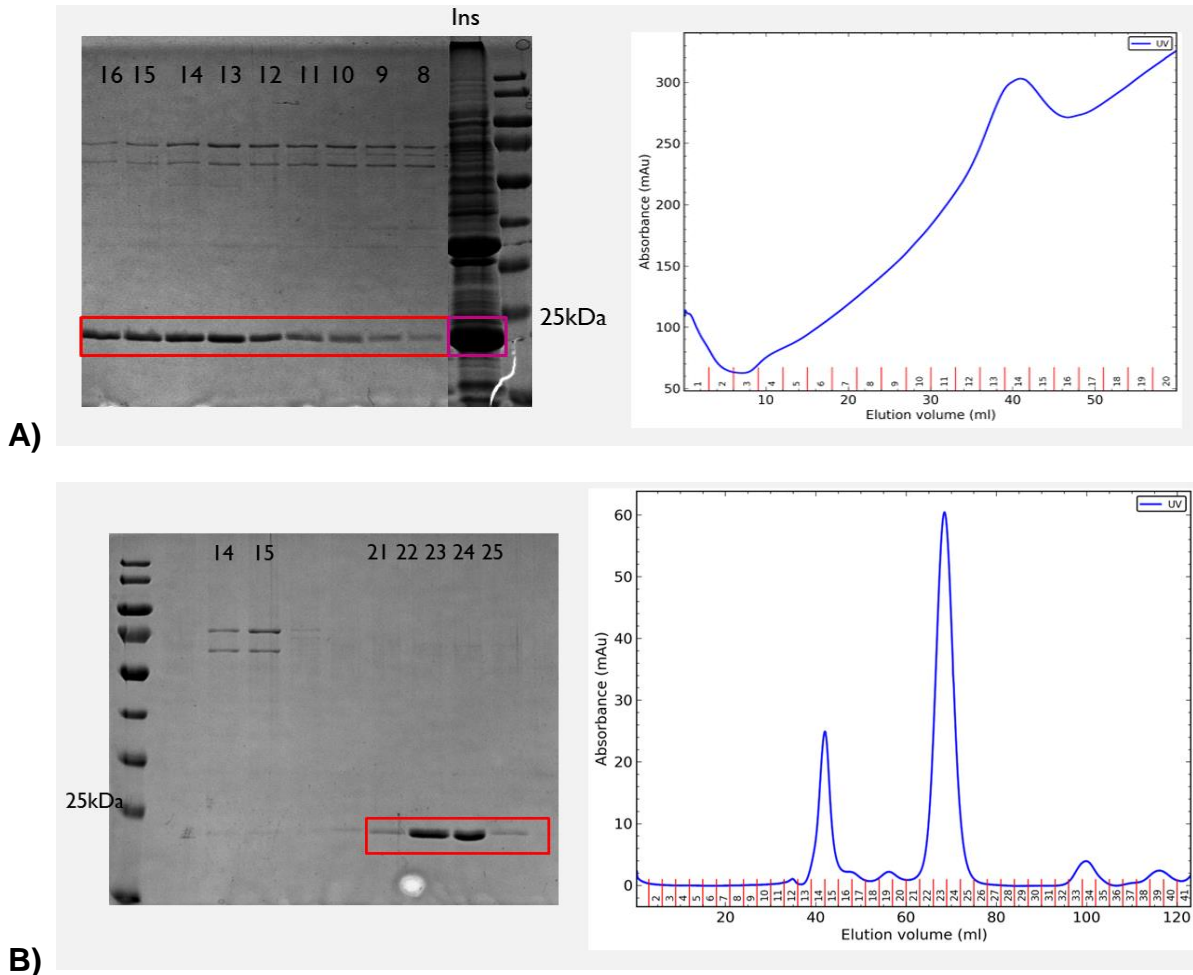 Ins
16 15 14 13 12 11 10 9 8
25kDa
A)
UV
Absorbance (mAu)
300
250
200
150
100
50
1 2 3 4 5 6 7 8 9 10 11 12 13 14 15 16 17 18 19 20
10 20 30 40 50
Elution volume (ml)
14 15 21 22 23 24 25
25kDa
B)
UV
Absorbance (mAu)
60
50
40
30
20
10
0
2 3 4 5 6 7 8 9 10 11 12 13 14 15 16 17 18 19 20 21 22 23 24 25 26 27 28 29 30 31 32 33 34 35 36 37 38 39 40 41
20 40 60 80 100 120
Elution volume (ml)